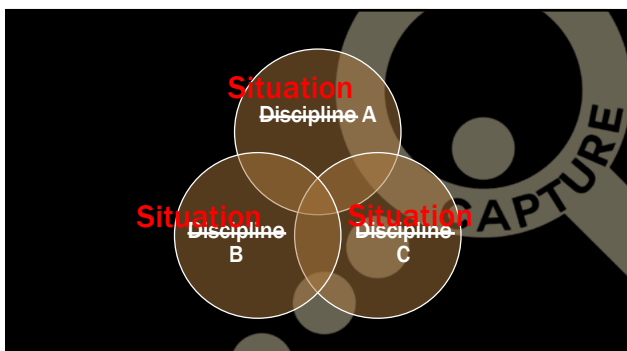 Situation
Discipline A
Situation
Situation
Discipline
B
Discipline
C
CAPTURE